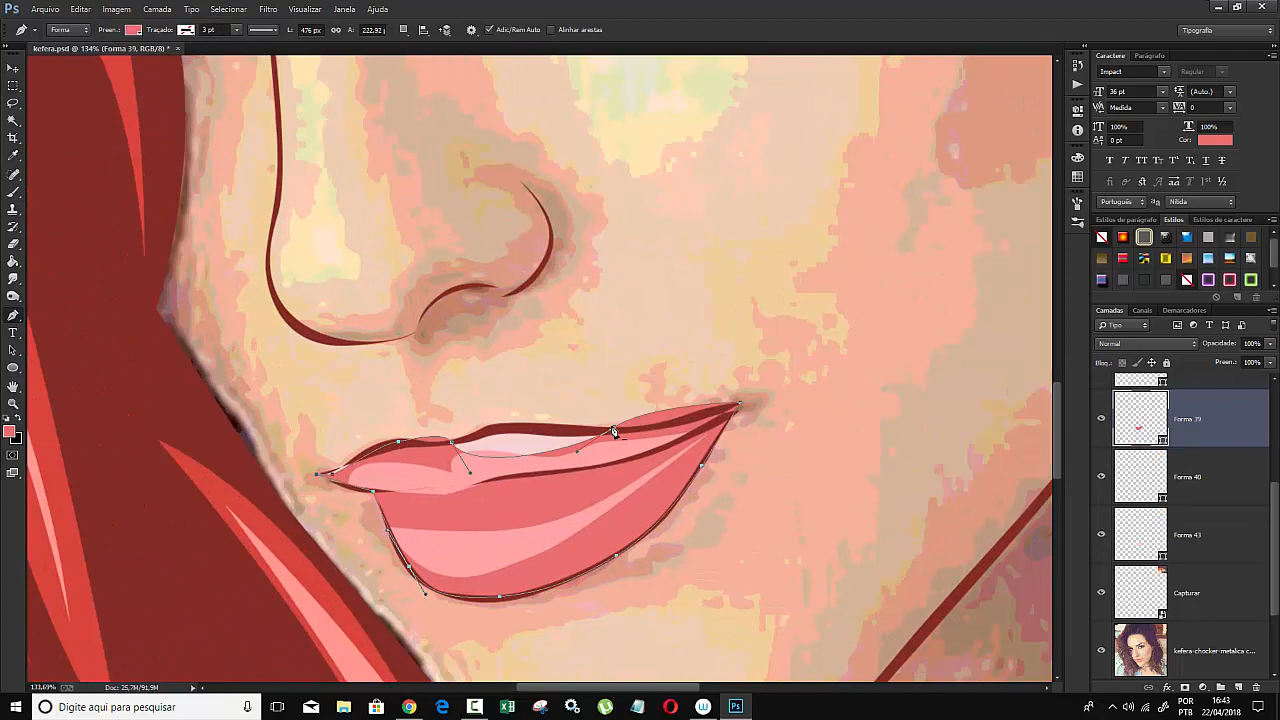 Ps Arquivo Editar Imagem Camada Tipo Selecionar Filtro 3D Visualizar Janela Ajuda
Forma Preen.: Traçado: 3 pt L: 476 px A: 222,92 Adic/Rem Auto Alinhar arestas Tipografia
kefera.psd @ 134% (Forma 39, RGB/8) * ×
Caractere Parágrafo
Impact Regular
36 pt (Auto.)
Medida 0
100% 100%
0 pt Cor:
Português Nítida
Estilos de parágrafo Estilos Estilos de caractere
Camadas Canais Demarcadores
Tipo
Normal Opacidade: 100%
Bloq.: Preen.: 100%
Forma 39
Forma 40
Forma 43
Capturar
kefera-chocker-metalica c...
133,69% Doc: 25,7M/91,9M
Digite aqui para pesquisar
POR 16:43
PTB 22/04/2018